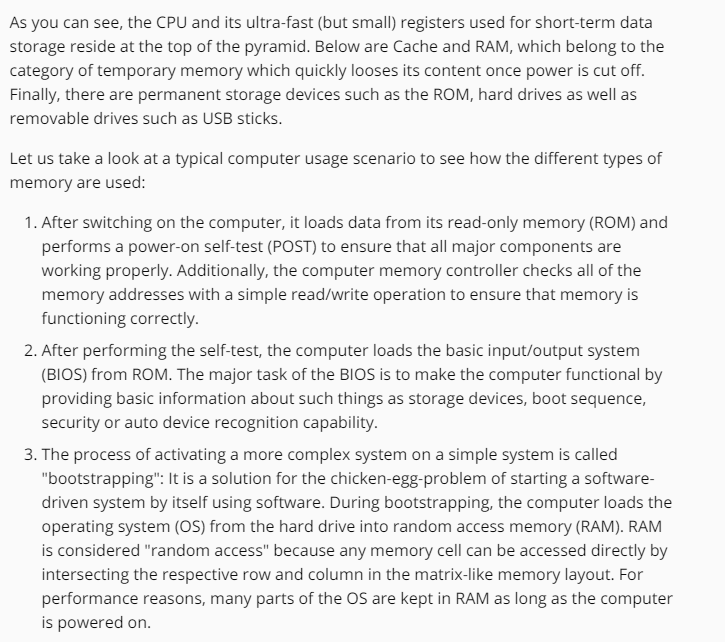 As you can see, the CPU and its ultra-fast (but small) registers used for short-term data
storage reside at the top of the pyramid. Below are Cache and RAM, which belong to the
category of temporary memory which quickly looses its content once power is cut off.
Finally, there are permanent storage devices such as the ROM, hard drives as well as
removable drives such as USB sticks.
Let us take a look at a typical computer usage scenario to see how the different types of
memory are used:
1. After switching on the computer, it loads data from its read-only memory (ROM) and
performs a power-on self-test (POST) to ensure that all major components are
working properly. Additionally, the computer memory controller checks all of the
memory addresses with a simple read/write operation to ensure that memory is
functioning correctly.
2. After performing the self-test, the computer loads the basic input/output system
(BIOS) from ROM. The major task of the BIOS is to make the computer functional by
providing basic information about such things as storage devices, boot sequence,
security or auto device recognition capability.
3. The process of activating a more complex system on a simple system is called
"bootstrapping": It is a solution for the chicken-egg-problem of starting a software-
driven system by itself using software. During bootstrapping, the computer loads the
operating system (OS) from the hard drive into random access memory (RAM). RAM
is considered "random access" because any memory cell can be accessed directly by
intersecting the respective row and column in the matrix-like memory layout. For
performance reasons, many parts of the OS are kept in RAM as long as the computer
is powered on.